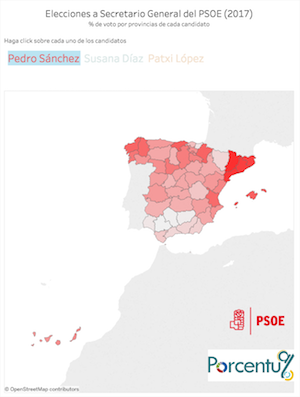 Elecciones a Secretario General del PSOE (2017)
% de voto por provincias de cada candidato
Haga click sobre cada uno de los candidatos
Pedro Sánchez Susana Díaz Patxi López
PSOE
Porcentu%
© OpenStreetMap contributors